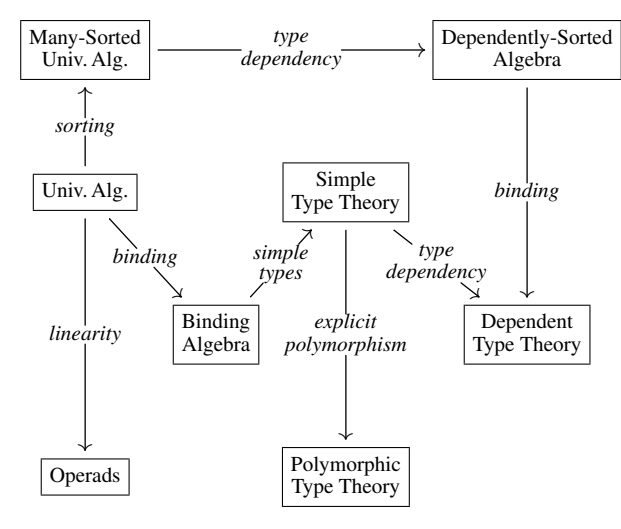 Many-Sorted
Univ. Alg.
type
dependency
Dependently-Sorted
Algebra
sorting
Univ. Alg.
Simple
Type Theory
binding
binding
simple
types
type
dependency
linearity
Binding
Algebra
explicit
polymorphism
Dependent
Type Theory
Operads
Polymorphic
Type Theory